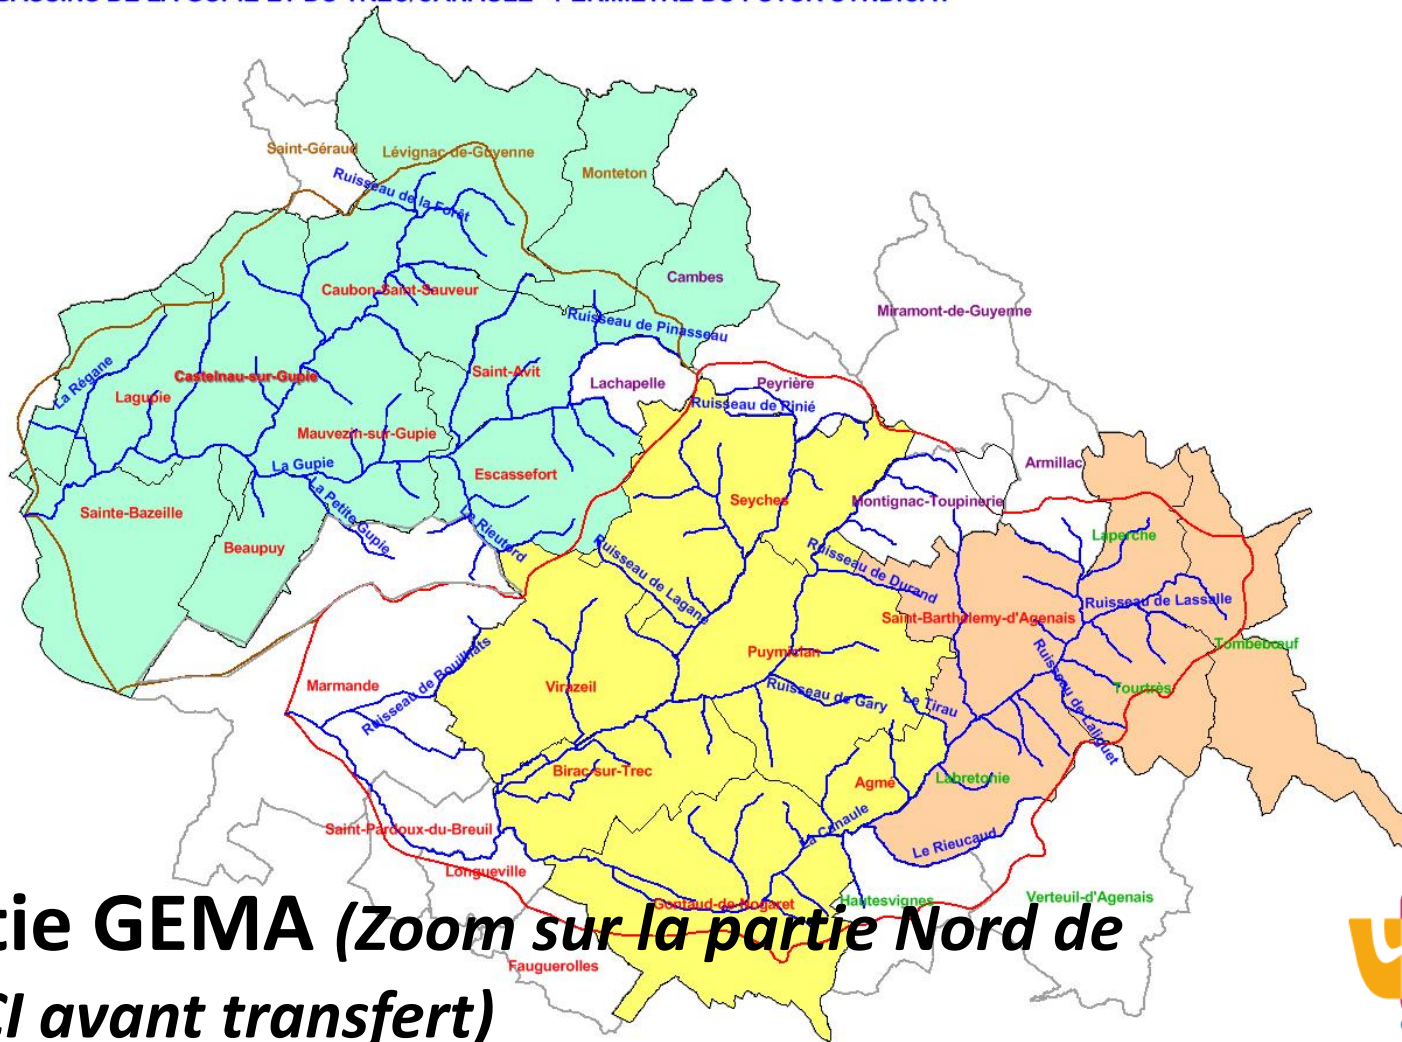 Saint-Géraud
Lévignac-de-Guyenne
Monteton
Ruisseau de la Forêt
Cambes
Caubon-Saint-Sauveur
Miramont-de-Guyenne
Ruisseau de Pinasseau
La Régane
Castelnau-sur-Gupie
Saint-Avit
Lachapelle
Peyrière
Lagupie
Ruisseau de Pinié
Mauvezin-sur-Gupie
La Gupie
Escassefort
Armillac
Seyches
Montignac-Toupinerie
Sainte-Bazeille
La Petite Gupie
Le Rieutord
Beaupuy
Laperche
Ruisseau de Lagane
Ruisseau de Durand
Ruisseau de Lassalle
Saint-Barthélemy-d'Agenais
Tombebœuf
Puymiclan
Marmande
Ruisseau de Bouilhats
Virazeil
Ruisseau de Gary
Le Tirau
Ruisseau de Laliguet
Tourtrès
Birac-sur-Trec
Agmé
Labretonie
Saint-Pardoux-du-Breuil
La Canaule
Le Rieucaud
Longueville
Gontaud-de-Nogaret
Hautesvignes
Verteuil-d'Agenais
Fauguerolles
tie GEMA (Zoom sur la partie Nord de
CI avant transfert)